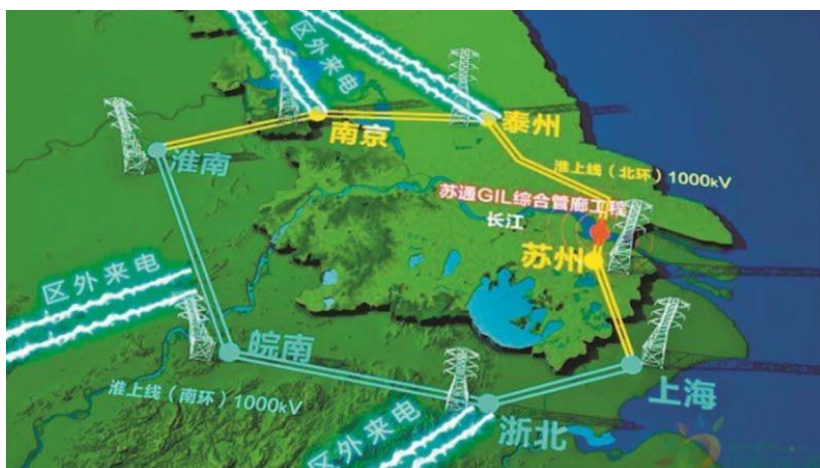 区外来电
南京
泰州
淮南
淮上线（北环）1000kV
苏通GIL综合管廊工程
长江
苏州
区外来电
皖南
上海
淮上线（南环）1000kV
浙北
区外来电